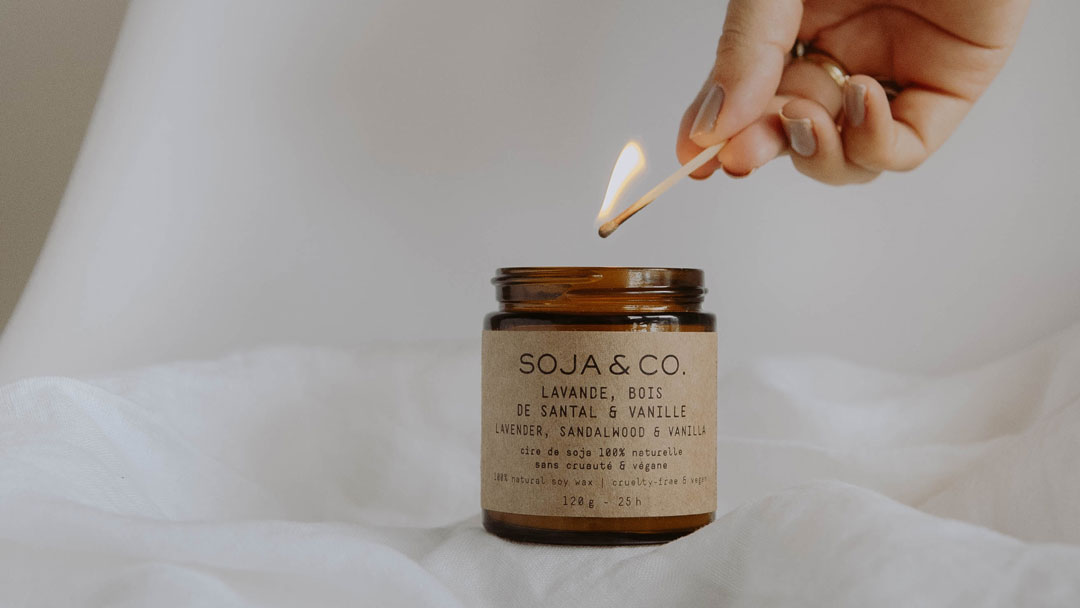 SOJA & CO.
LAVANDE, BOIS
DE SANTAL & VANILLE
LAVENDER, SANDALWOOD & VANILLA
cire de soja 100% naturelle
sans cruauté & végane
100% natural soy wax | cruelty-free & vegan
120 g - 25 h